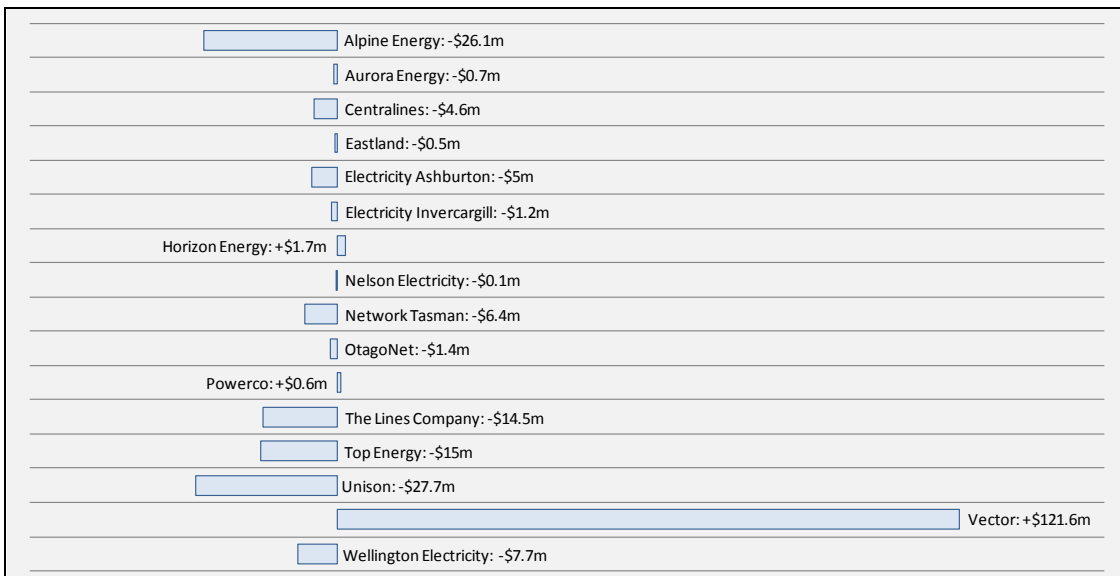 Alpine Energy: -$26.1m
Aurora Energy: -$0.7m
Centralines: -$4.6m
Eastland: -$0.5m
Electricity Ashburton: -$5m
Electricity Invercargill: -$1.2m
Horizon Energy: +$1.7m
Nelson Electricity: -$0.1m
Network Tasman: -$6.4m
OtagoNet: -$1.4m
Powerco: +$0.6m
The Lines Company: -$14.5m
Top Energy: -$15m
Unison: -$27.7m
Vector: +$121.6m
Wellington Electricity: -$7.7m